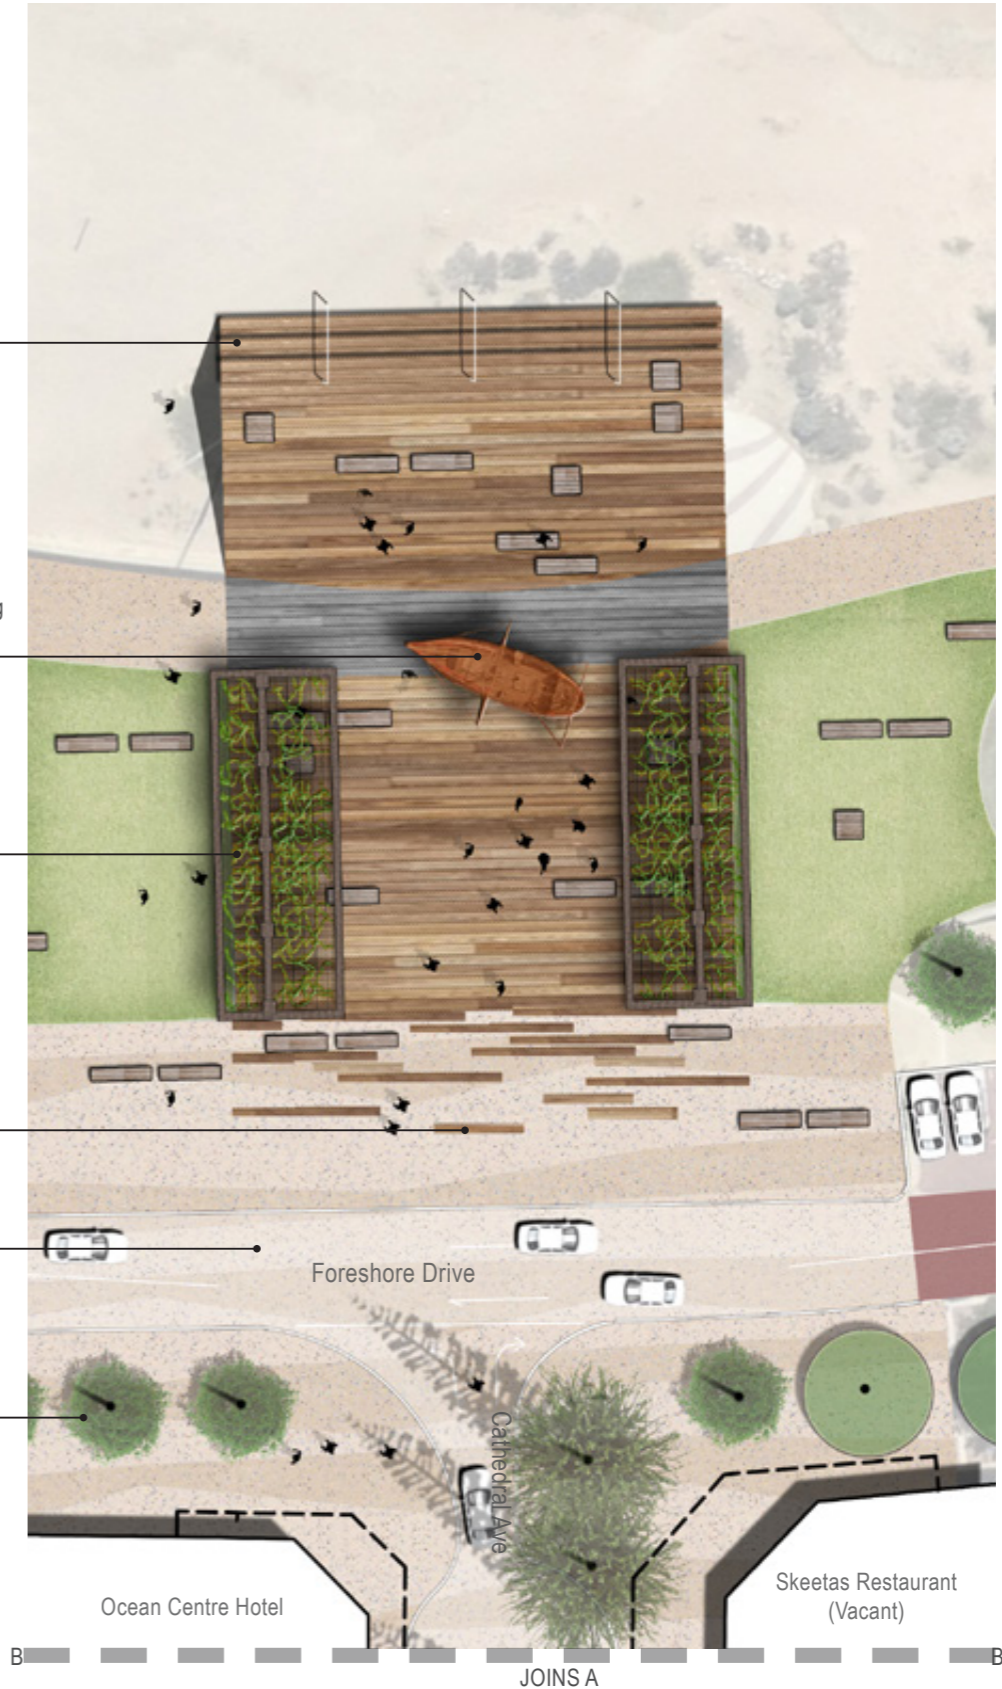 g
Foreshore Drive
Cathedral Ave
Ocean Centre Hotel
Skeetas Restaurant
(Vacant)
B
B
JOINS A